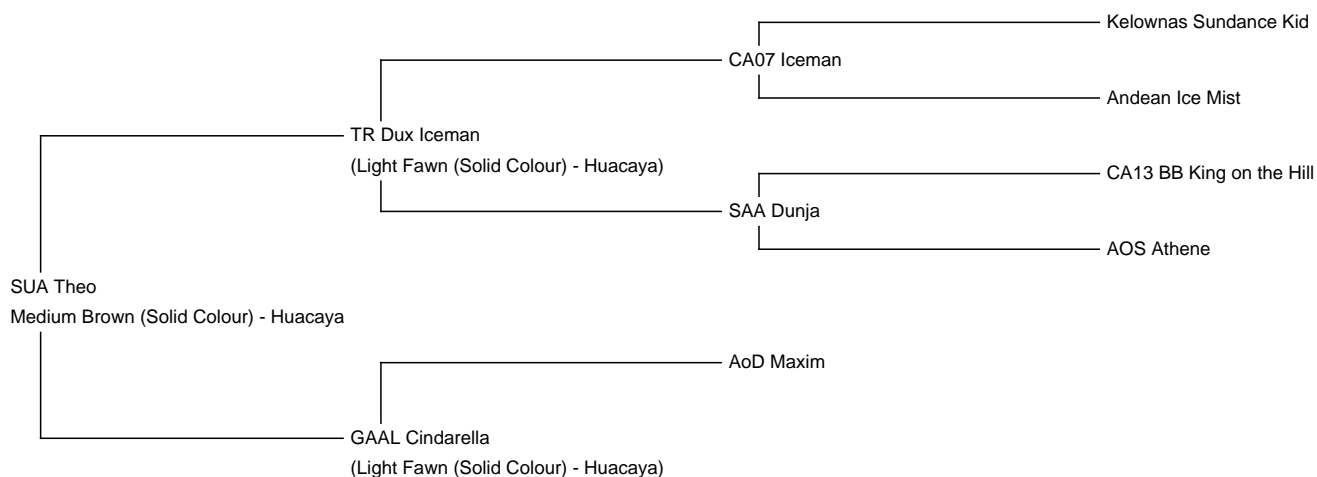 Kelownas Sundance Kid
CA07 Iceman
Andean Ice Mist
TR Dux Iceman
(Light Fawn (Solid Colour) - Huacaya)
CA13 BB King on the Hill
SAA Dunja
AOS Athene
SUA Theo
Medium Brown (Solid Colour) - Huacaya
AoD Maxim
GAAL Cindarella
(Light Fawn (Solid Colour) - Huacaya)